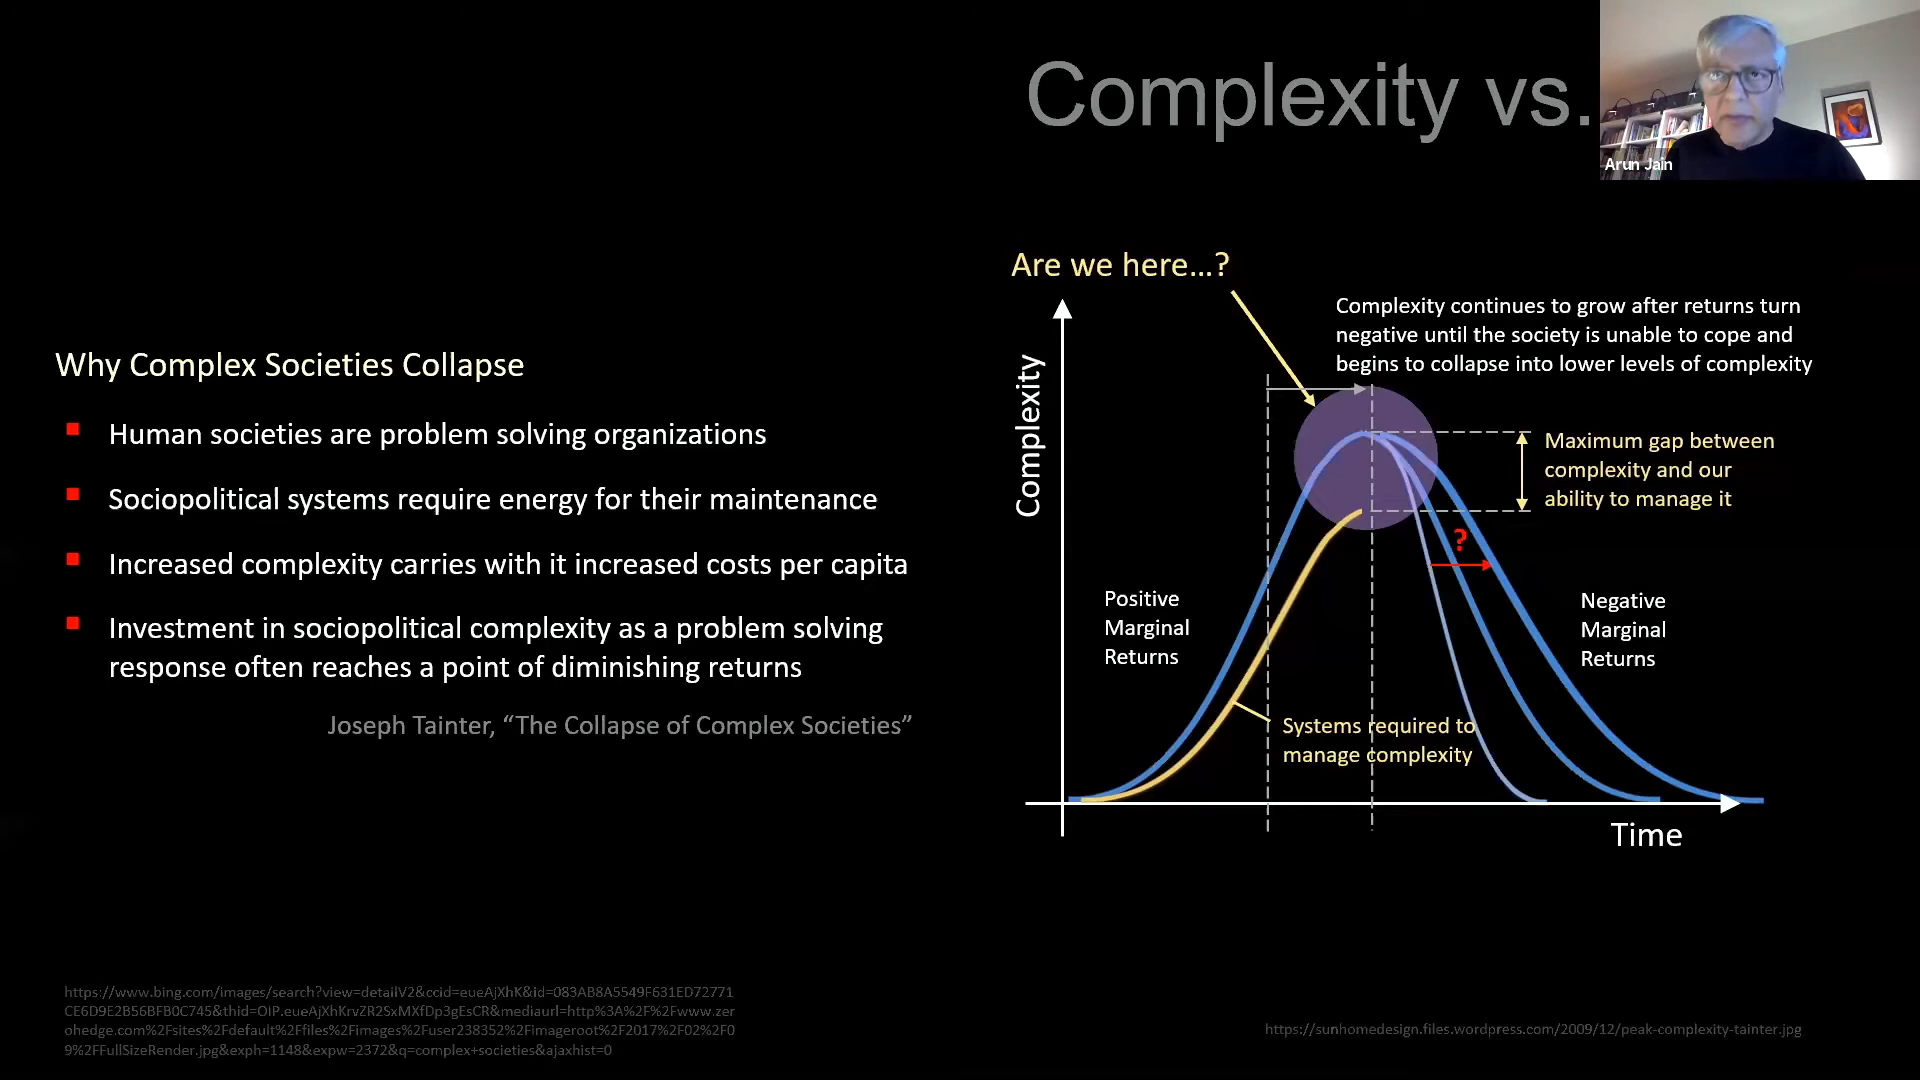 Complexity vs.
Arun Jain
Why Complex Societies Collapse
Human societies are problem solving organizations
Sociopolitical systems require energy for their maintenance
Increased complexity carries with it increased costs per capita
Investment in sociopolitical complexity as a problem solving
response often reaches a point of diminishing returns
Joseph Tainter, “The Collapse of Complex Societies”
Are we here...?
Complexity continues to grow after returns turn
negative until the society is unable to cope and
begins to collapse into lower levels of complexity
Complexity
Maximum gap between
complexity and our
ability to manage it
?
Positive
Marginal
Returns
Negative
Marginal
Returns
Systems required to
manage complexity
Time
https://www.bing.com/images/search?view=detailV2&ccid=eueAjXhK&id=083AB8A5549F631ED72771
CE6D9E2B56BFB0C745&thid=OIP.eueAjXhKrvZR2SxMXfDp3gEsCR&mediaurl=http%3A%2F%2Fwww.zer
ohedge.com%2Fsites%2Fdefault%2Ffiles%2Fimages%2Fuser238352%2Fimageroot%2F2017%2F02%2F0
9%2FFullSizeRender.jpg&exph=1148&expw=2372&q=complex+societies&ajaxhist=0
https://sunhomedesign.files.wordpress.com/2009/12/peak-complexity-tainter.jpg